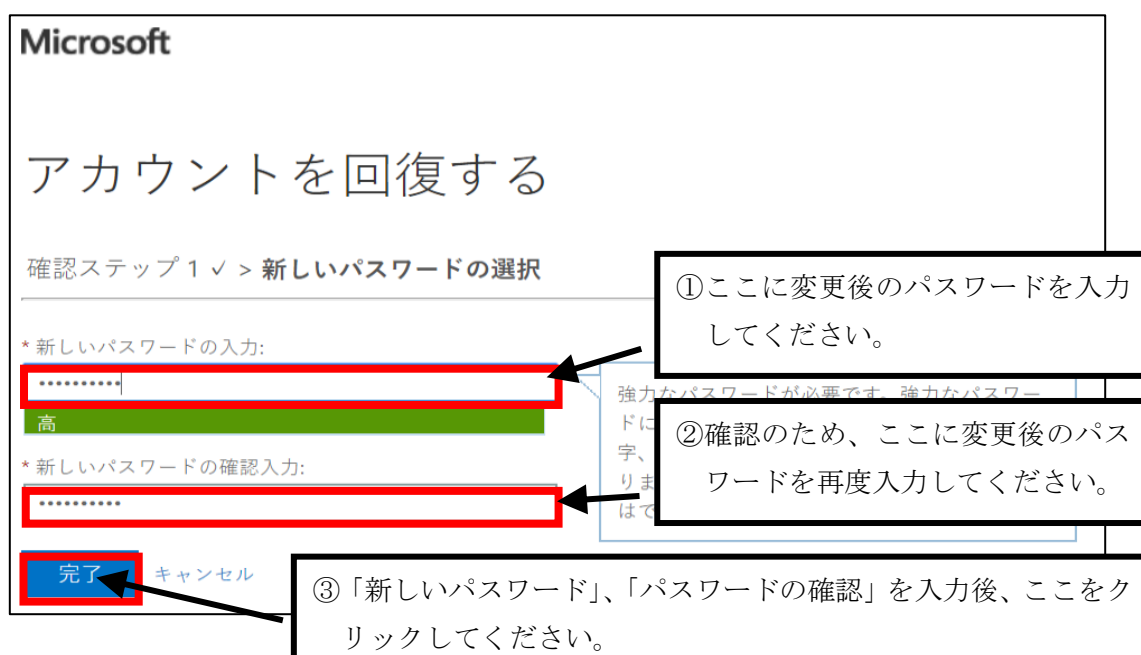 Microsoft
アカウントを回復する
確認ステップ 1 ✓ > 新しいパスワードの選択
①ここに変更後のパスワードを入力
してください。
* 新しいパスワードの入力:
••••••••••
高
強力なパスワードが必要です。強力なパスワー
ドに
字、
りま
はで
②確認のため、ここに変更後のパス
ワードを再度入力してください。
* 新しいパスワードの確認入力:
••••••••••
完了
キャンセル
③「新しいパスワード」、「パスワードの確認」を入力後、ここをク
リックしてください。